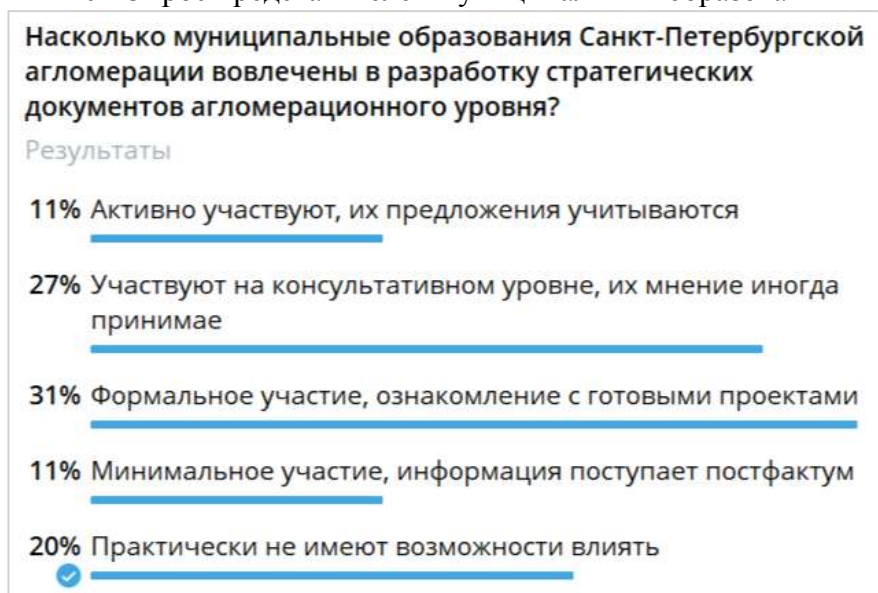 Насколько муниципальные образования Санкт-Петербургской
агломерации вовлечены в разработку стратегических
документов агломерационного уровня?
Результаты
11% Активно участвуют, их предложения учитываются
27% Участвуют на консультативном уровне, их мнение иногда
принимае
31% Формальное участие, ознакомление с готовыми проектами
11% Минимальное участие, информация поступает постфактум
20% Практически не имеют возможности влиять